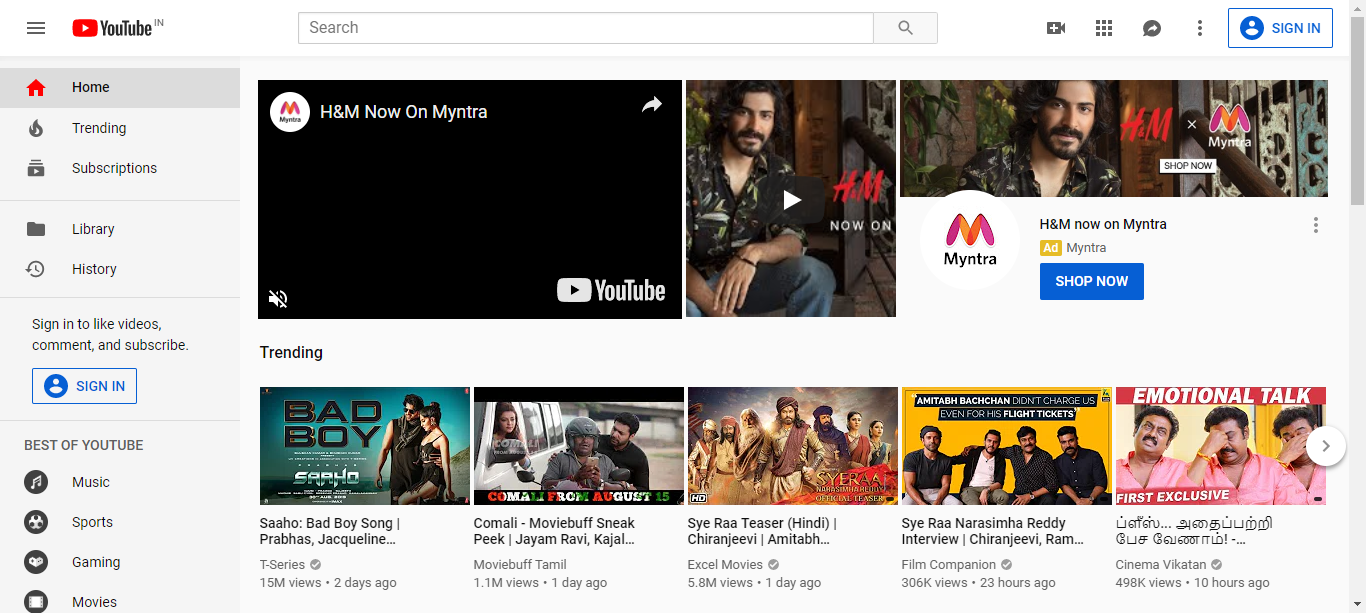 YouTube IN
Search
SIGN IN
Home
Trending
Subscriptions
Library
History
Sign in to like videos,
comment, and subscribe.
SIGN IN
BEST OF YOUTUBE
Music
Sports
Gaming
Movies
Myntra
H&M Now On Myntra
YouTube
H&M
NOW ON
H&M × Myntra
SHOP NOW
Myntra
H&M now on Myntra
Ad Myntra
SHOP NOW
Trending
BAD
BOY
PRABHAS
SAAHO
30TH AUG 2019
COMALI FROM AUGUST 15
HD
SYERAA
NARASIMHA REDDY
OFFICIAL TEASER
AMITABH BACHCHAN DIDN'T CHARGE US
EVEN FOR HIS FLIGHT TICKETS'
EMOTIONAL TALK
FIRST EXCLUSIVE
Saaho: Bad Boy Song |
Prabhas, Jacqueline...
T-Series
15M views • 2 days ago
Comali - Moviebuff Sneak
Peek | Jayam Ravi, Kajal...
Moviebuff Tamil
1.1M views • 1 day ago
Sye Raa Teaser (Hindi) |
Chiranjeevi | Amitabh...
Excel Movies
5.8M views • 1 day ago
Sye Raa Narasimha Reddy
Interview | Chiranjeevi, Ram...
Film Companion
306K views • 23 hours ago
ப்ளீஸ்... அதைப்பற்றி
பேச வேணாம்! -...
Cinema Vikatan
498K views • 10 hours ago